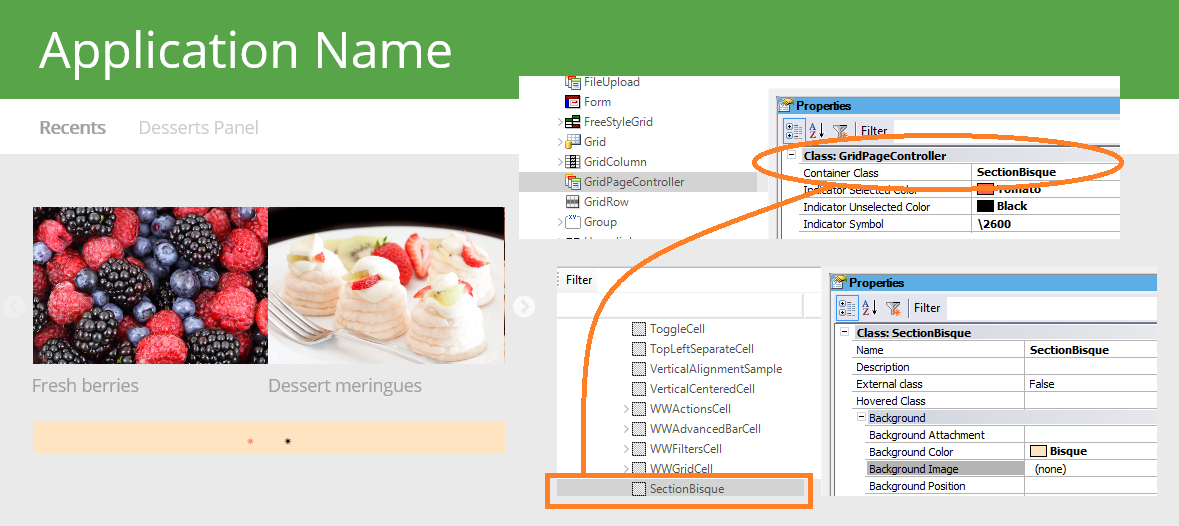 Application Name
Recents Desserts Panel
Fresh berries Dessert meringues
FileUpload
Form
FreeStyleGrid
Grid
GridColumn
GridPageController
GridRow
Group
Properties
Filter
Class: GridPageController
Container Class SectionBisque
Indicator Selected Color Tomato
Indicator Unselected Color Black
Indicator Symbol \2600
Filter
ToggleCell
TopLeftSeparateCell
VerticalAlignmentSample
VerticalCenteredCell
WWActionsCell
WWAdvancedBarCell
WWFiltersCell
WWGridCell
SectionBisque
Properties
Filter
Class: SectionBisque
Name SectionBisque
Description
External class False
Hovered Class
Background
Background Attachment
Background Color Bisque
Background Image (none)
Background Position